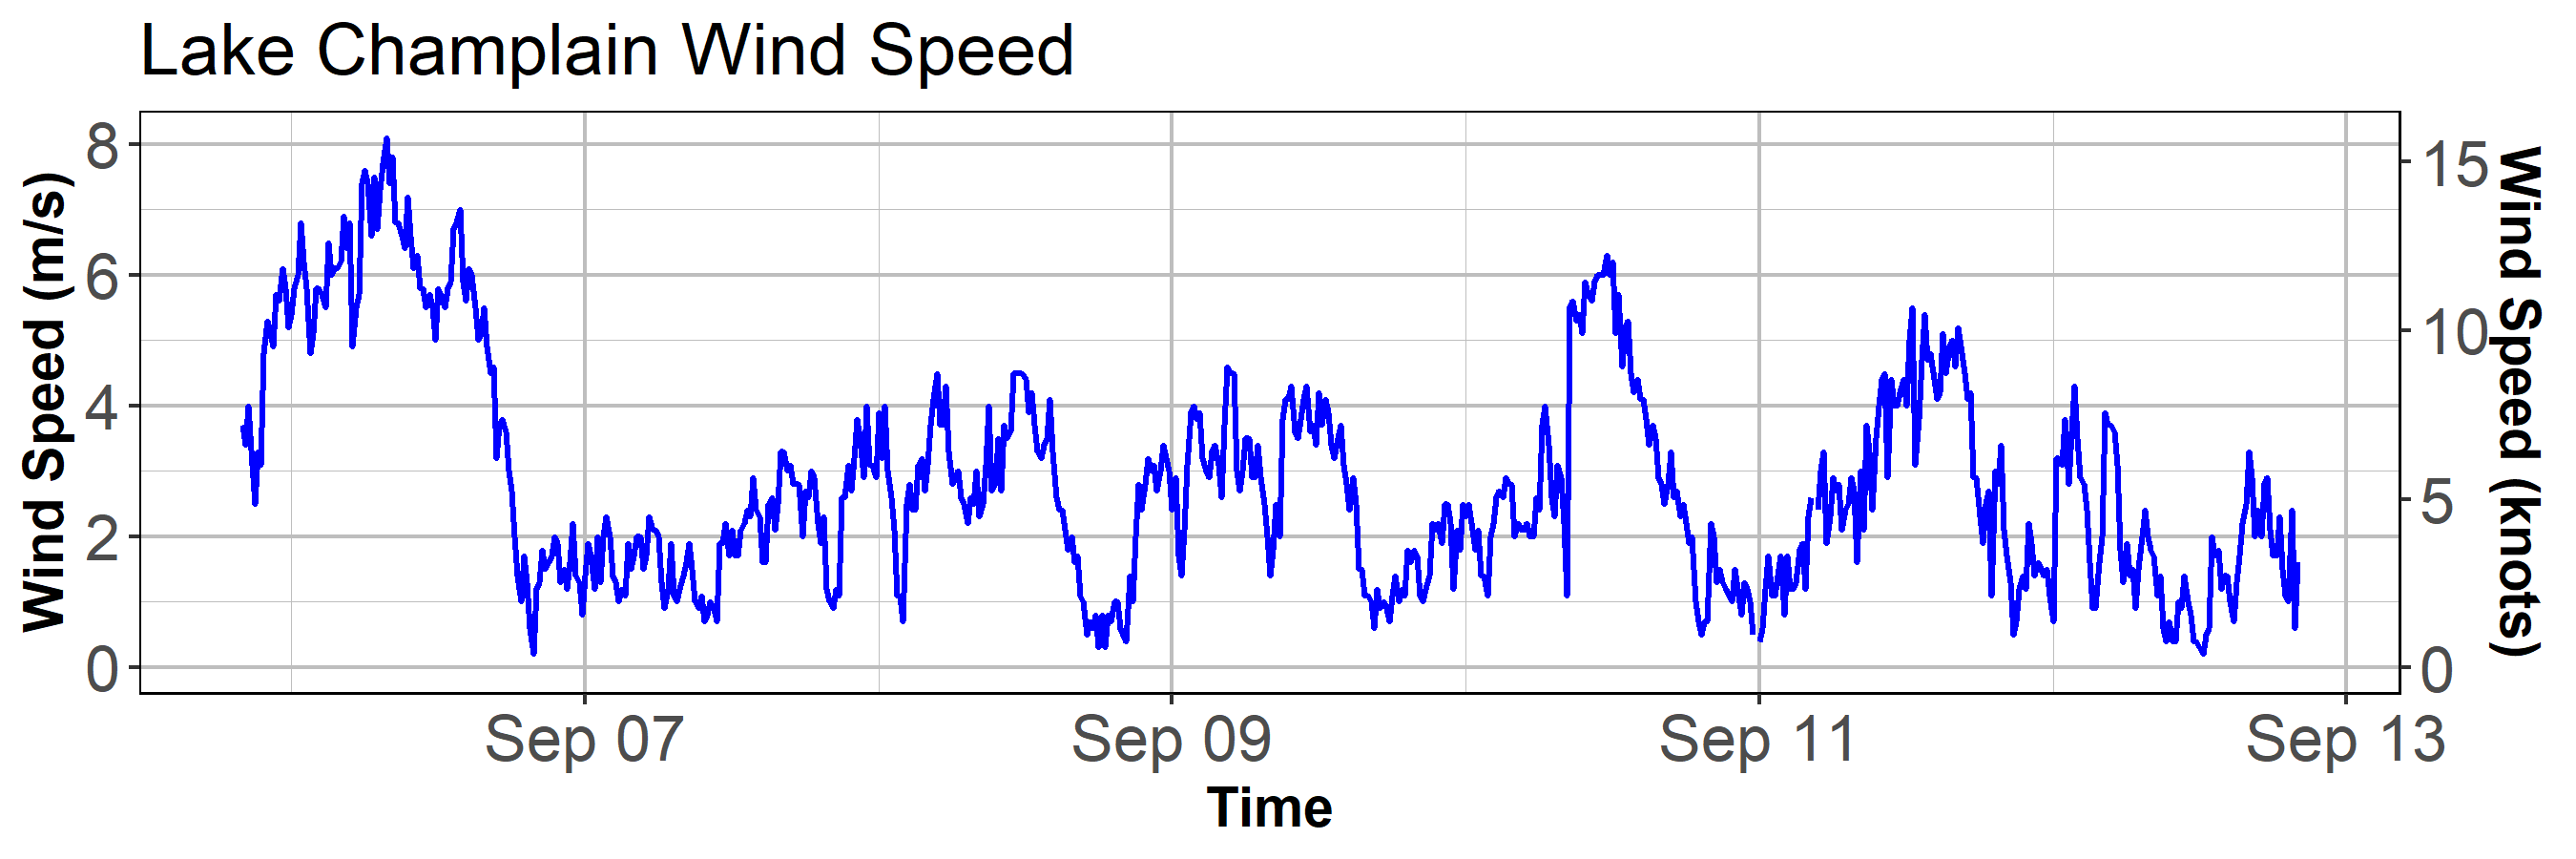 Lake Champlain Wind Speed
Wind Speed (m/s)
8
6
4
2
0
15
10
5
0
Wind Speed (knots)
Sep 07 Sep 09 Sep 11 Sep 13
Time